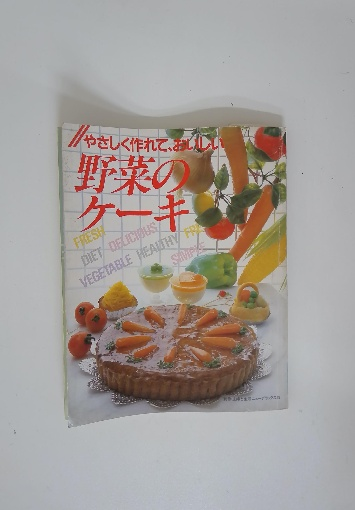 やさしく作れて、おいしい
野菜の
ケーキ
FRESH DELICIOUS
DIET
HEALTHY
VEGETABLE
SIMPLE